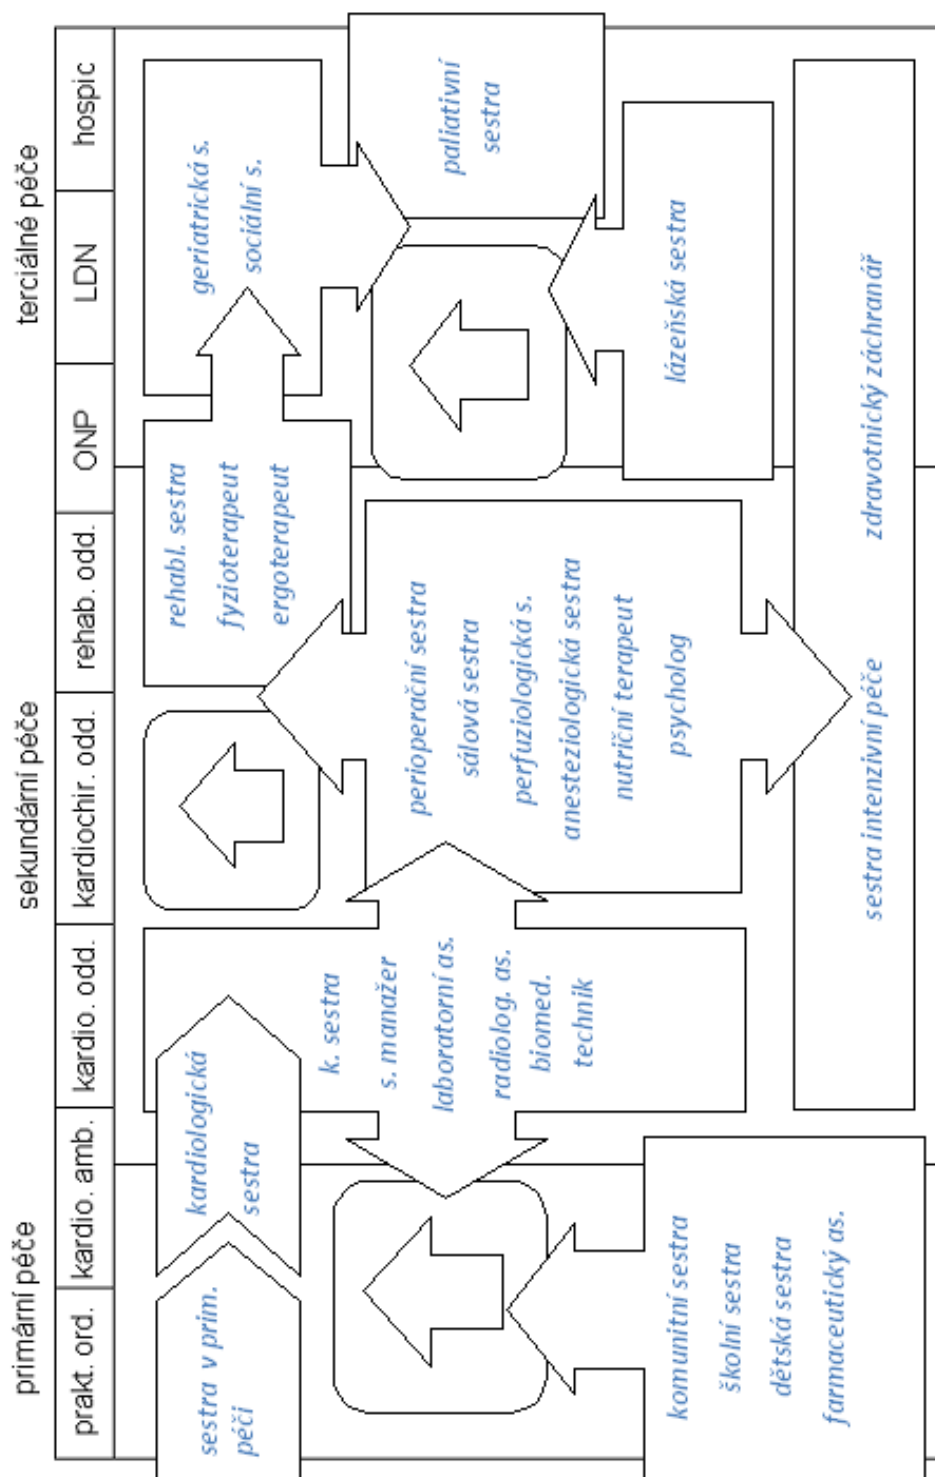 primární péče
sekundární péče
terciálné péče
prakt. ord.
kardio. amb.
kardio. odd.
kardiochir. odd.
rehab. odd.
ONP
LDN
hospic
sestra v prim.
péči
kardiologická
sestra
k. sestra
s. manažer
laboratorní as.
radiolog. as.
biomed.
technik
rehabl. sestra
fyzioterapeut
ergoterapeut
geriatrická s.
sociální s.
paliativní
sestra
perioperační sestra
sálová sestra
perfuziologická s.
anesteziologická sestra
nutriční terapeut
psycholog
lázeňská sestra
komunitní sestra
školní sestra
dětská sestra
farmaceutický as.
sestra intenzivní péče
zdravotnický záchranář